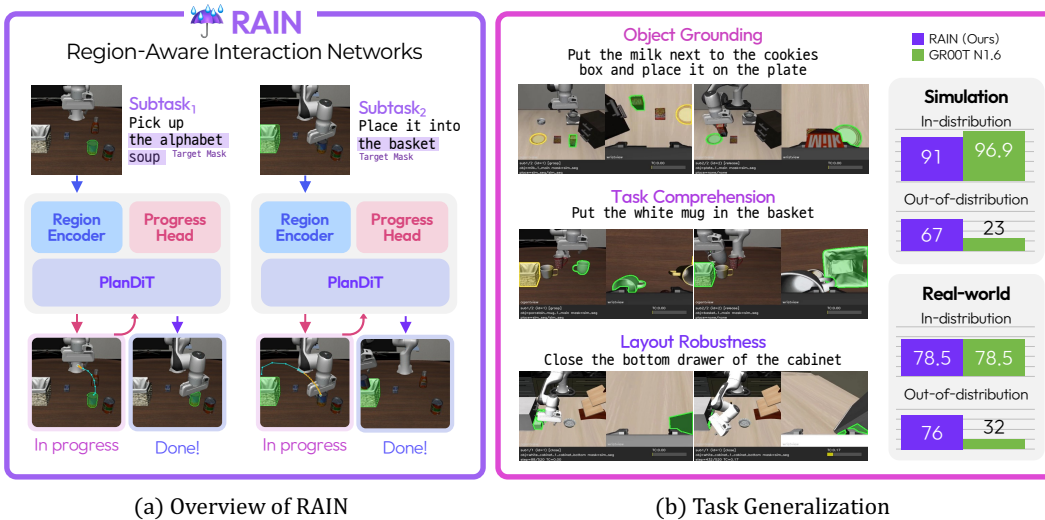 RAIN
Region-Aware Interaction Networks
Subtask1
Pick up
the alphabet
soup Target Mask
Subtask2
Place it into
the basket
Target Mask
Region
Encoder
Progress
Head
PlanDiT
Region
Encoder
Progress
Head
PlanDiT
In progress
Done!
In progress
Done!
(a) Overview of RAIN
Object Grounding
Put the milk next to the cookies
box and place it on the plate
Task Comprehension
Put the white mug in the basket
Layout Robustness
Close the bottom drawer of the cabinet
RAIN (Ours)
GR00T N1.6
Simulation
In-distribution
91
96.9
Out-of-distribution
67
23
Real-world
In-distribution
78.5
78.5
Out-of-distribution
76
32
(b) Task Generalization